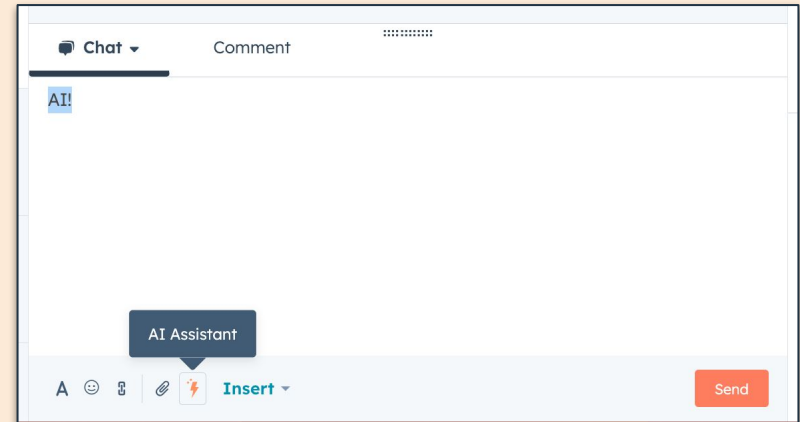 Chat
Comment
AI!
AI Assistant
A
Insert
Send